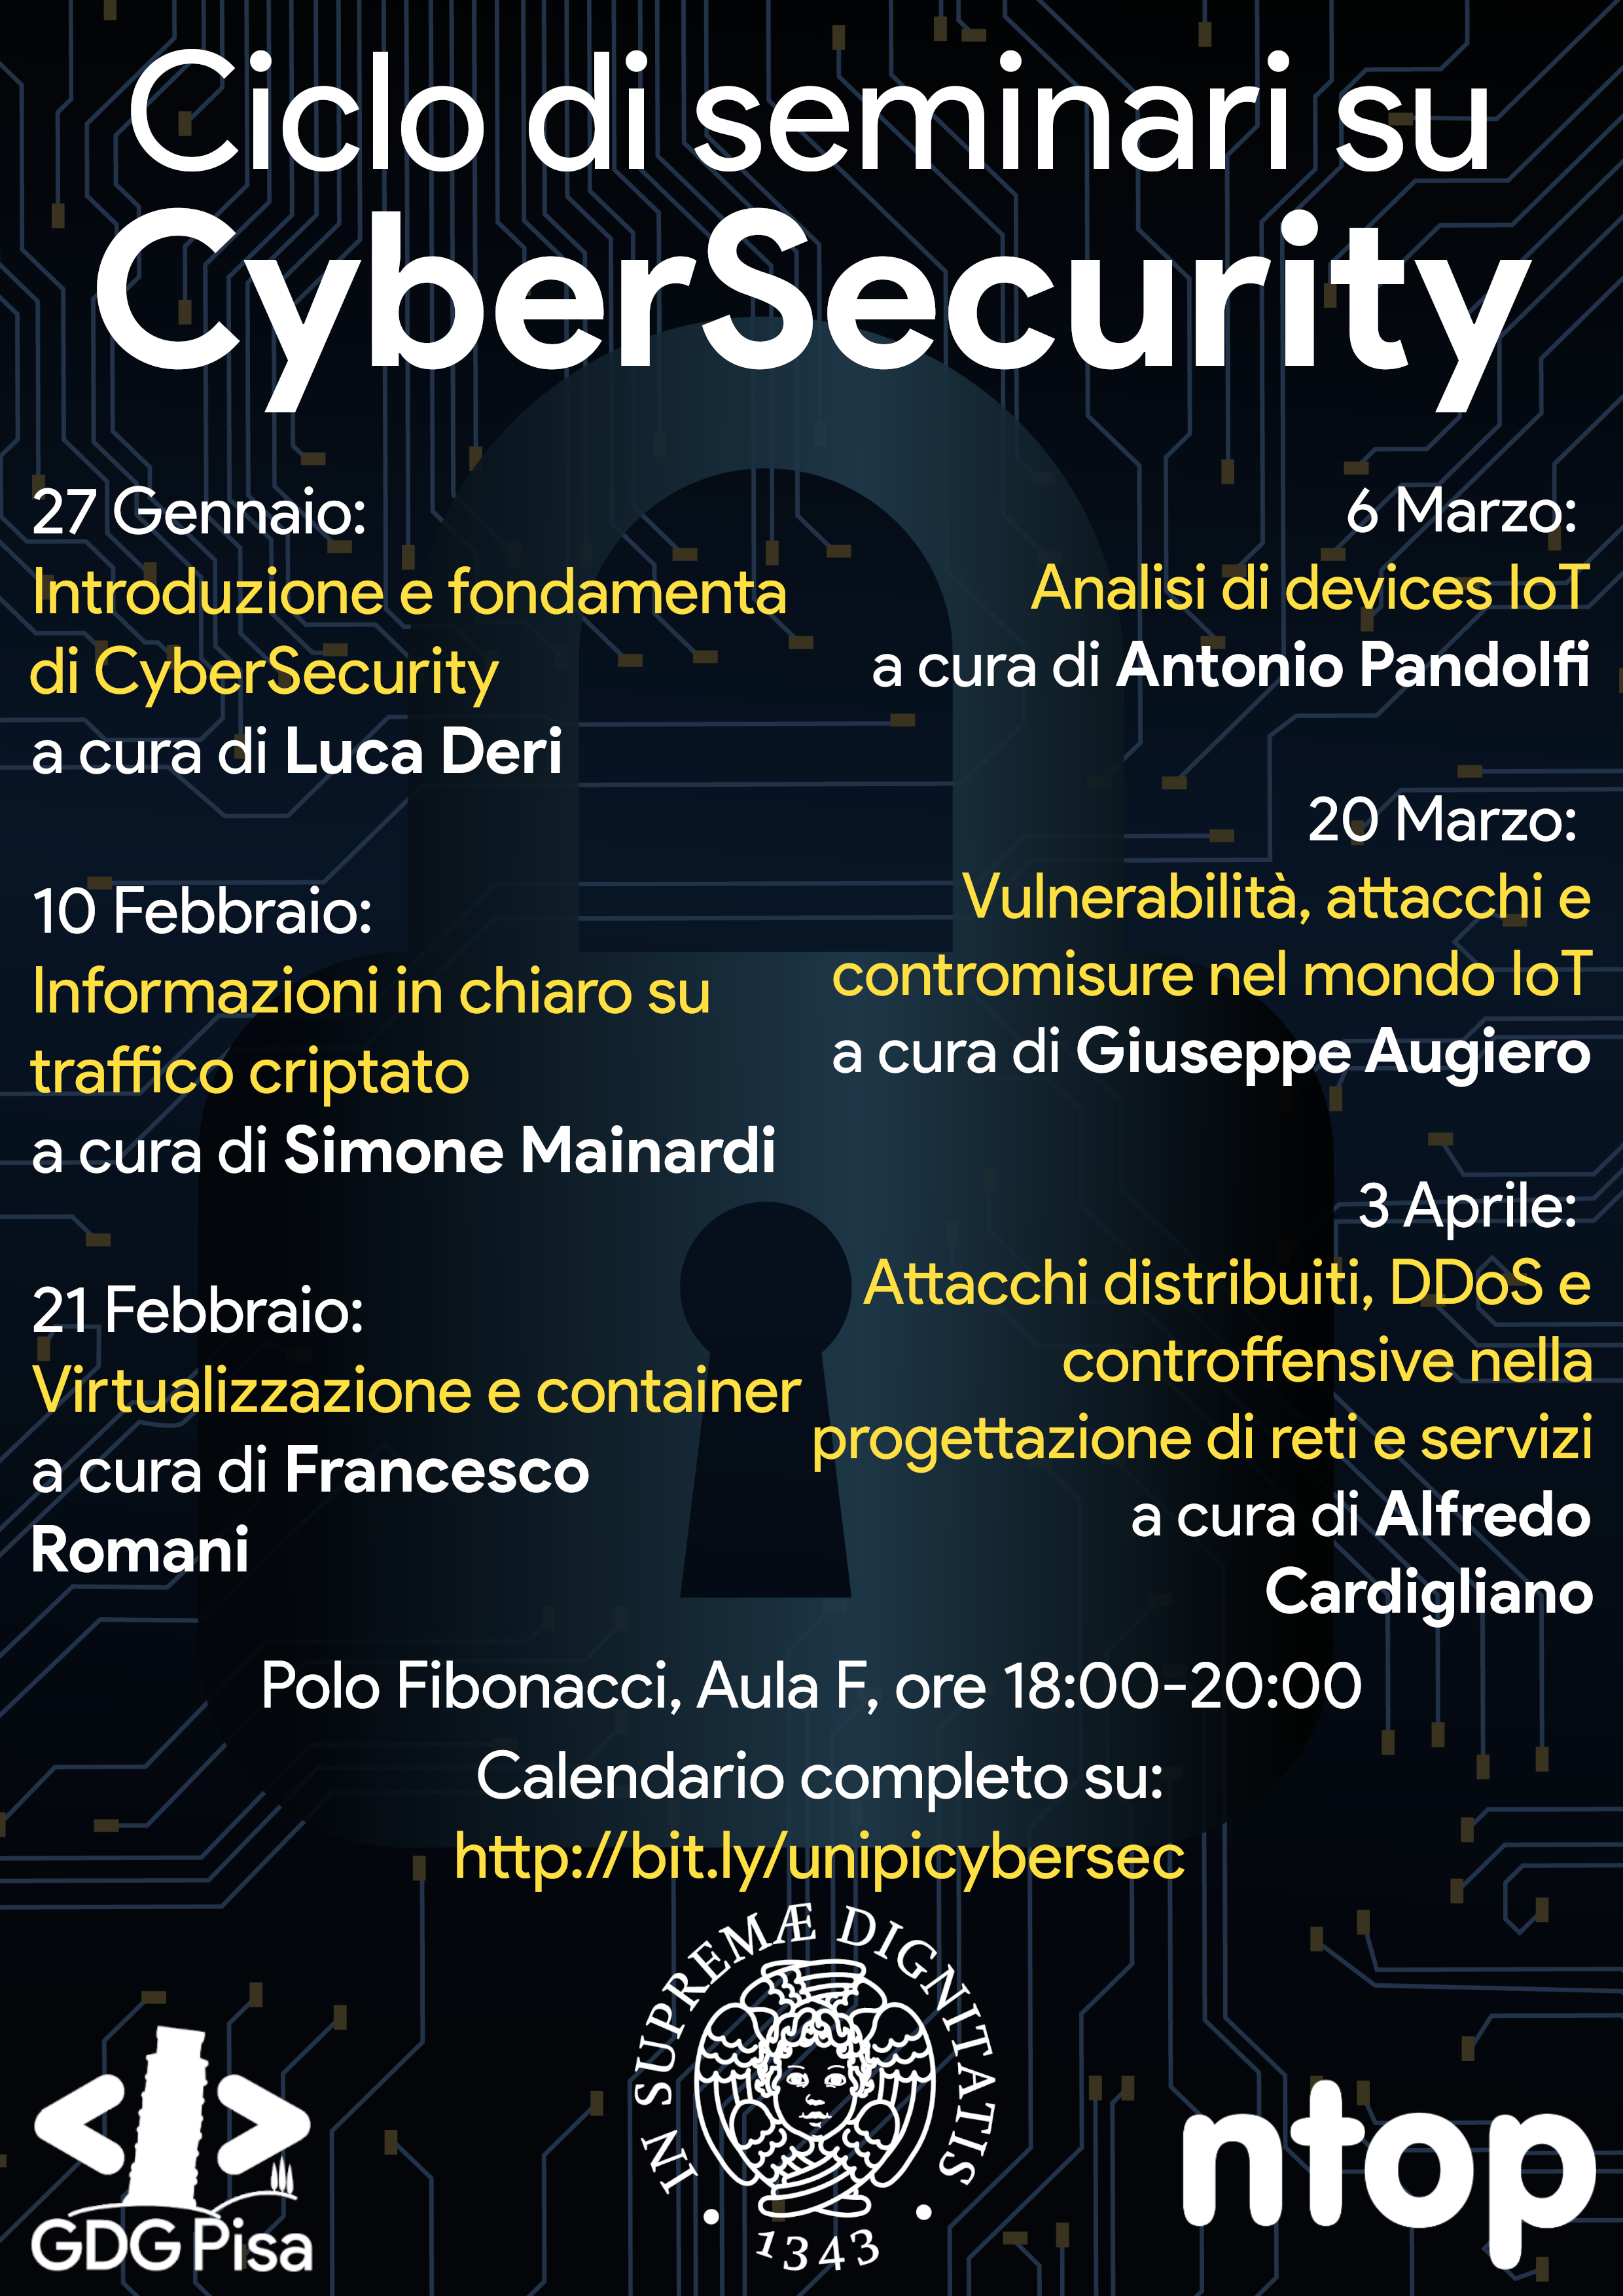 Ciclo di seminari su
CyberSecurity
27 Gennaio:
Introduzione e fondamenta
di CyberSecurity
a cura di Luca Deri
10 Febbraio:
Informazioni in chiaro su
traffico criptato
a cura di Simone Mainardi
21 Febbraio:
Virtualizzazione e container
a cura di Francesco
Romani
6 Marzo:
Analisi di devices IoT
a cura di Antonio Pandolfi
20 Marzo:
Vulnerabilità, attacchi e
contromisure nel mondo IoT
a cura di Giuseppe Augiero
3 Aprile:
Attacchi distribuiti, DDoS e
controffensive nella
progettazione di reti e servizi
a cura di Alfredo
Cardigliano
Polo Fibonacci, Aula F, ore 18:00-20:00
Calendario completo su:
http://bit.ly/unipicybersec
GDG Pisa
IN SUPREMÆ DIGNITATIS
1343
ntop